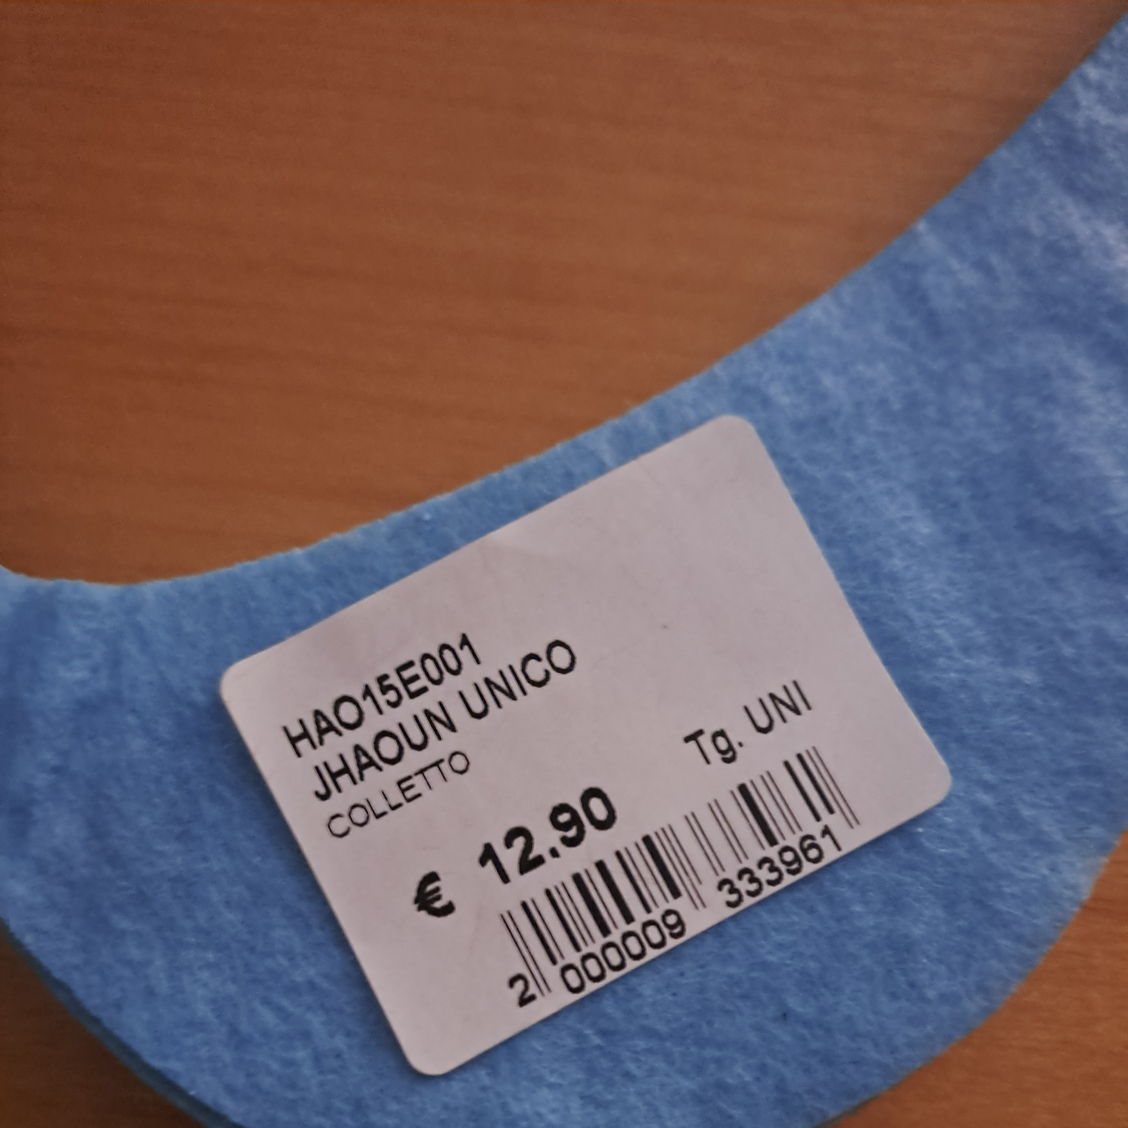 HAO15E001
JHAOUN UNICO
COLLETTO
Tg. UNI
€ 12.90
2 000009 333961